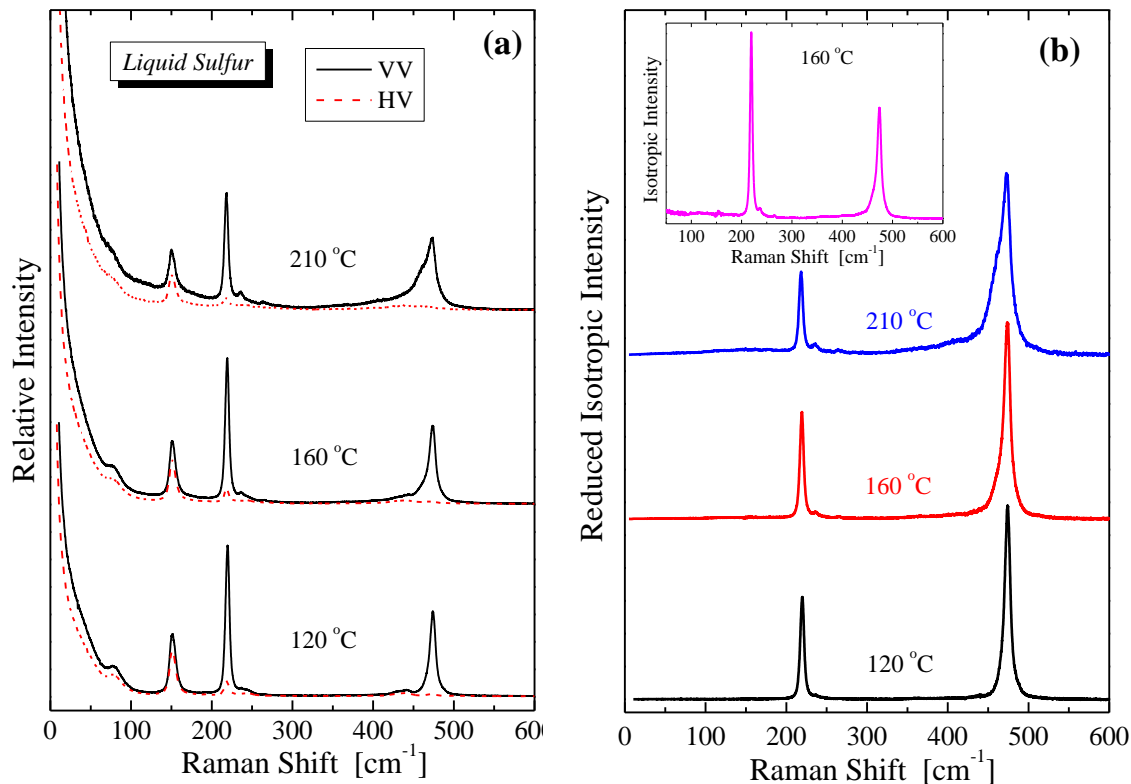 (a)
Liquid Sulfur
VV
HV
210 °C
160 °C
120 °C
Relative Intensity
0 100 200 300 400 500 600
Raman Shift [cm⁻¹]
(b)
160 °C
Isotropic Intensity
100 200 300 400 500 600
Raman Shift [cm⁻¹]
210 °C
160 °C
120 °C
Reduced Isotropic Intensity
0 100 200 300 400 500 600
Raman Shift [cm⁻¹]